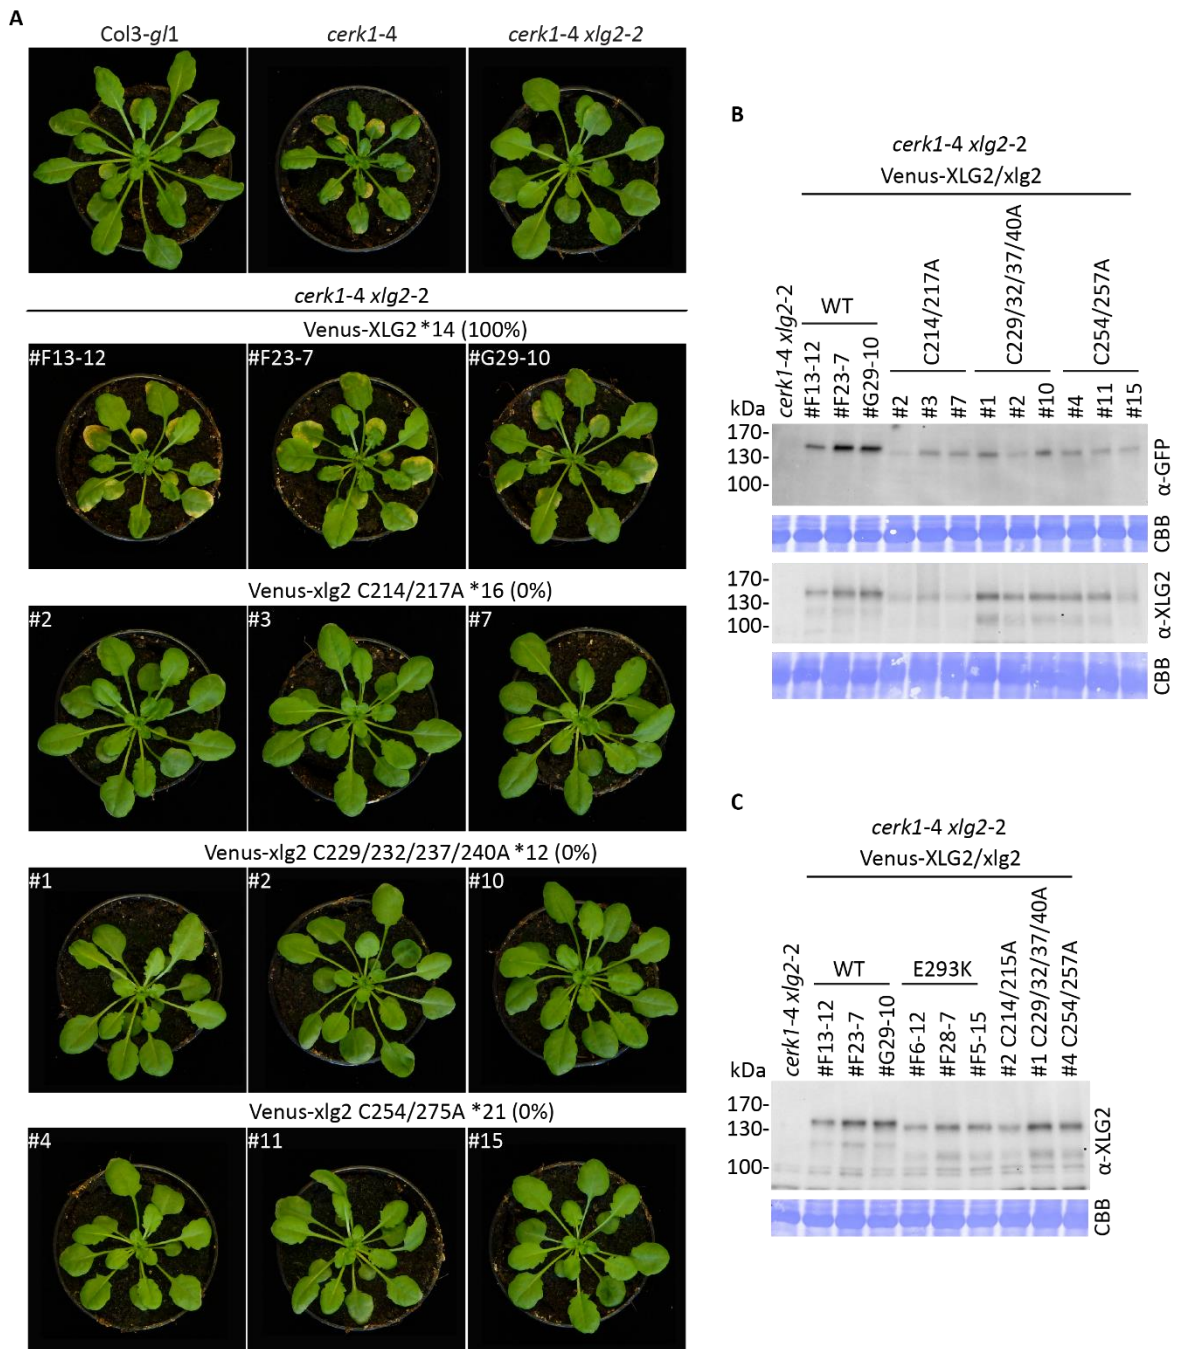 A
Col3-gl1
cerk1-4
cerk1-4 xlg2-2
cerk1-4 xlg2-2
Venus-XLG2 *14 (100%)
#F13-12
#F23-7
#G29-10
Venus-xlg2 C214/217A *16 (0%)
#2
#3
#7
Venus-xlg2 C229/232/237/240A *12 (0%)
#1
#2
#10
Venus-xlg2 C254/275A *21 (0%)
#4
#11
#15
B
cerk1-4 xlg2-2
Venus-XLG2/xlg2
WT
C214/217A
C229/32/37/40A
C254/257A
cerk1-4 xlg2-2
#F13-12
#F23-7
#G29-10
#2
#3
#7
#1
#2
#10
#4
#11
#15
kDa
170-
130-
100-
α-GFP
CBB
170-
130-
100-
α-XLG2
CBB
C
cerk1-4 xlg2-2
Venus-XLG2/xlg2
WT
E293K
cerk1-4 xlg2-2
#F13-12
#F23-7
#G29-10
#F6-12
#F28-7
#F5-15
#2 C214/215A
#1 C229/32/37/40A
#4 C254/257A
kDa
170-
130-
100-
α-XLG2
CBB